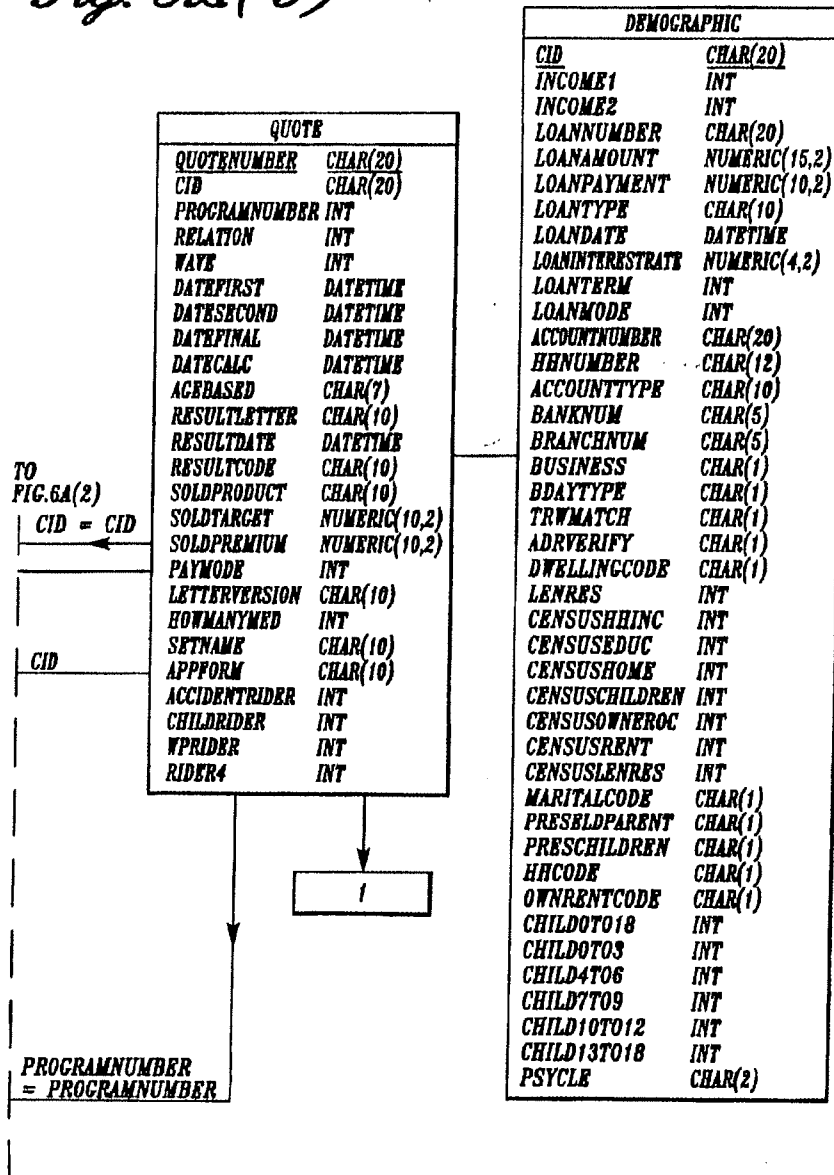 DEMOGRAPHIC
CID CHAR(20)
INCOME1 INT
INCOME2 INT
LOANNUMBER CHAR(20)
LOANAMOUNT NUMERIC(15,2)
LOANPAYMENT NUMERIC(10,2)
LOANTYPE CHAR(10)
LOANDATE DATETIME
LOANINTERESTRATE NUMERIC(4,2)
LOANTERM INT
LOANMODE INT
ACCOUNTNUMBER CHAR(20)
HHNUMBER CHAR(12)
ACCOUNTTYPE CHAR(10)
BANKNUM CHAR(5)
BRANCHNUM CHAR(5)
BUSINESS CHAR(1)
BDAYTYPE CHAR(1)
TRWMATCH CHAR(1)
ADRVERIFY CHAR(1)
DWELLINGCODE CHAR(1)
LENRES INT
CENSUSHHINC INT
CENSUSEDUC INT
CENSUSHOME INT
CENSUSCHILDREN INT
CENSUSOWNEROC INT
CENSUSRENT INT
CENSUSLENRES INT
MARITALCODE CHAR(1)
PRESELDPARENT CHAR(1)
PRESCHILDREN CHAR(1)
HHCODE CHAR(1)
OWNRENTCODE CHAR(1)
CHILD0TO18 INT
CHILD0TO3 INT
CHILD4TO6 INT
CHILD7TO9 INT
CHILD10TO12 INT
CHILD13TO18 INT
PSYCLE CHAR(2)
QUOTE
QUOTENUMBER CHAR(20)
CID CHAR(20)
PROGRAMNUMBER INT
RELATION INT
WAVE INT
DATEFIRST DATETIME
DATESECOND DATETIME
DATEFINAL DATETIME
DATECALC DATETIME
AGEBASED CHAR(7)
RESULTLETTER CHAR(10)
RESULTDATE DATETIME
RESULTCODE CHAR(10)
SOLDPRODUCT CHAR(10)
SOLDTARGET NUMERIC(10,2)
SOLDPREMIUM NUMERIC(10,2)
PAYMODE INT
LETTERVERSION CHAR(10)
HOWMANYMED INT
SETNAME CHAR(10)
APPFORM CHAR(10)
ACCIDENTRIDER INT
CHILDRIDER INT
WPRIDER INT
RIDER4 INT
TO
FIG.6A(2)
CID = CID
CID
1
PROGRAMNUMBER
= PROGRAMNUMBER